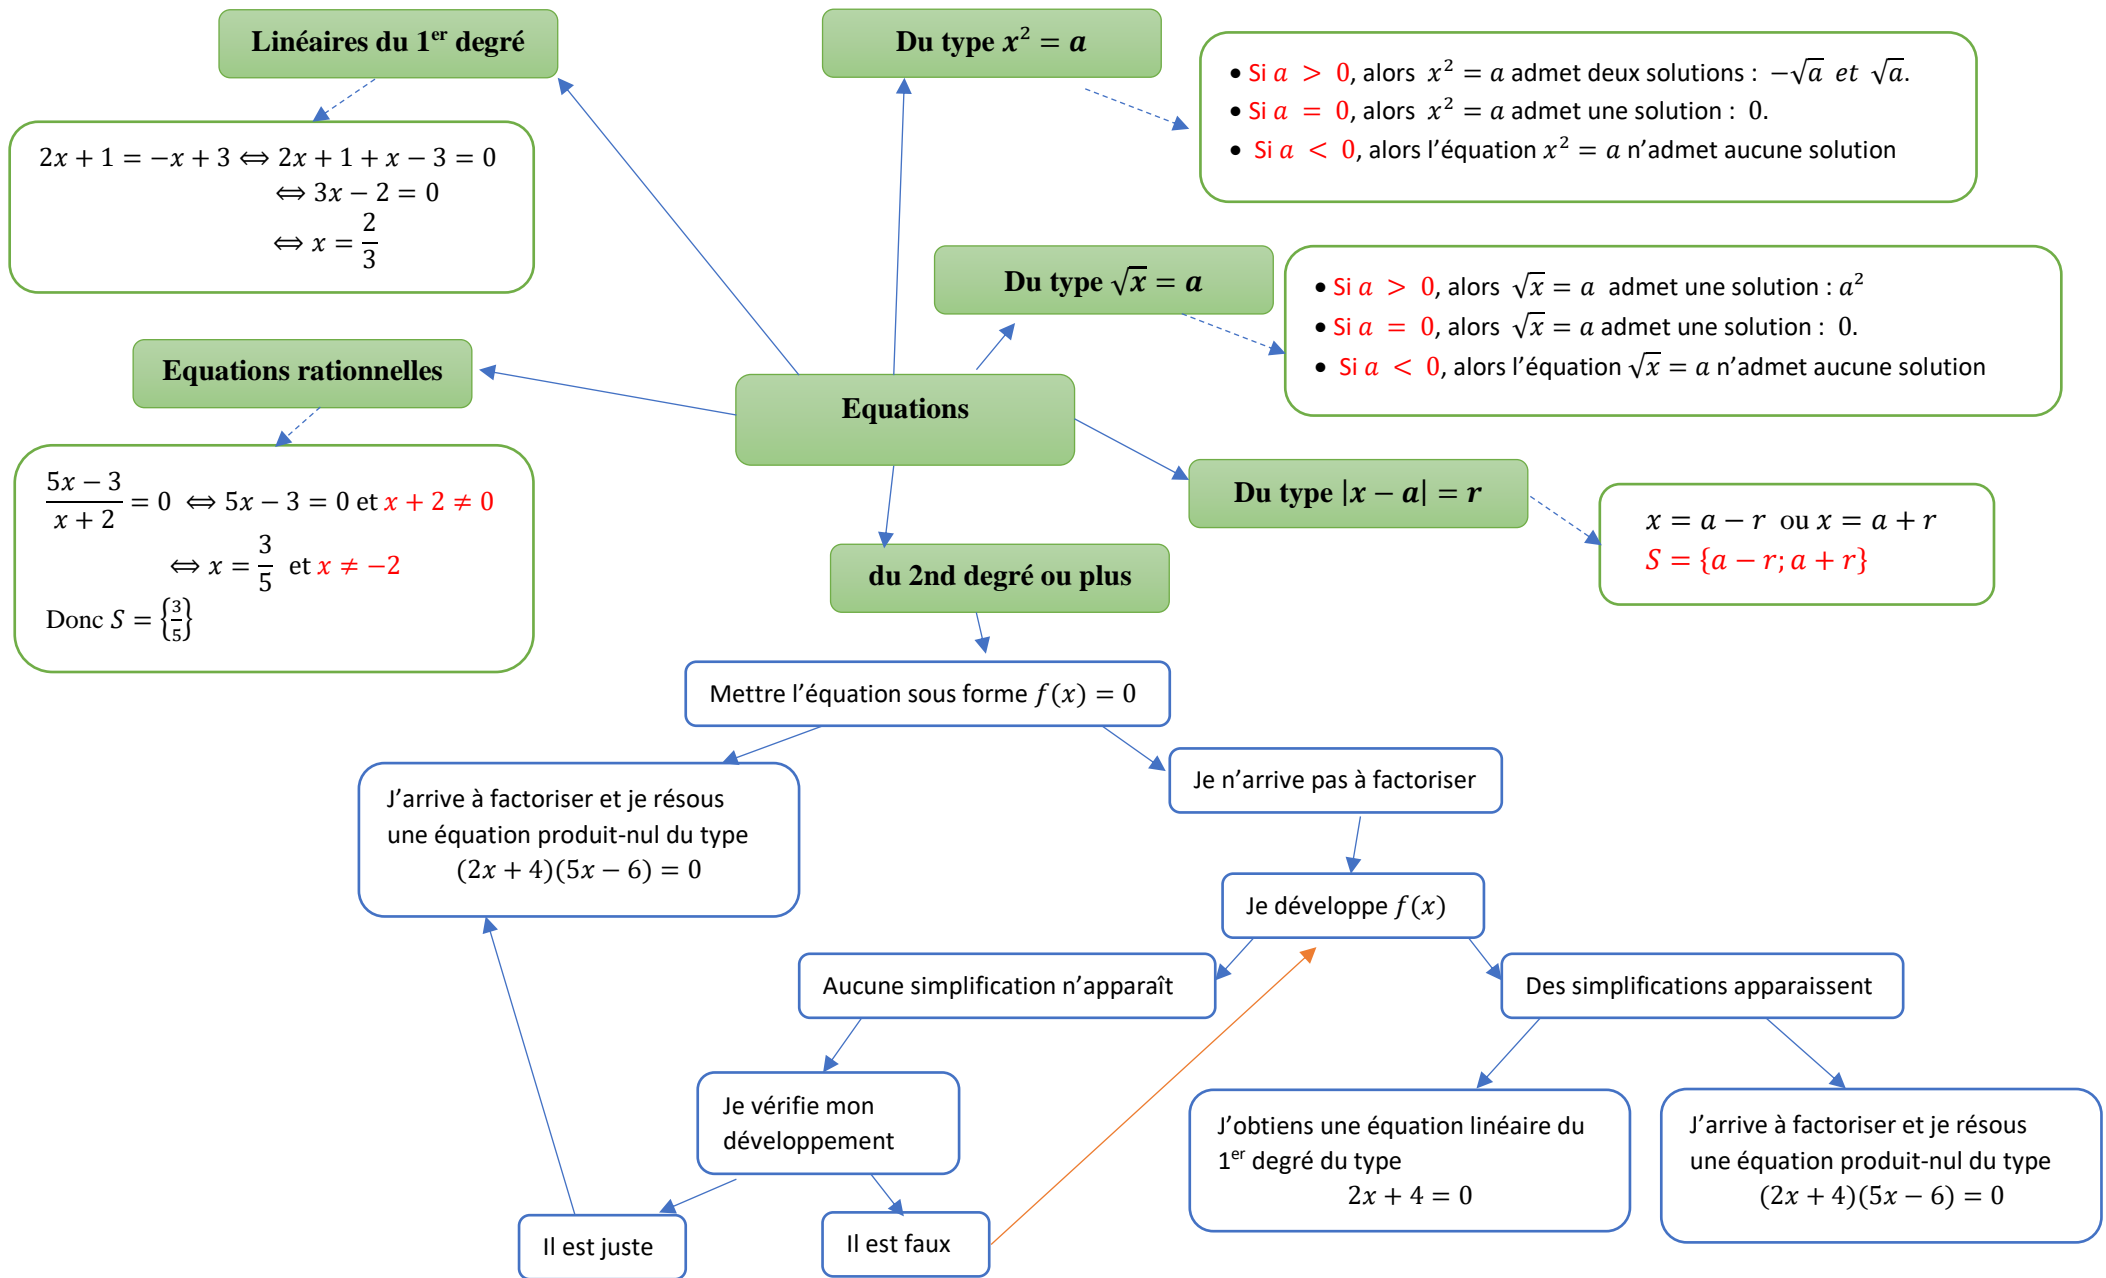 Linéaires du 1er degré
2x + 1 = −x + 3 ⟺ 2x + 1 + x − 3 = 0
⟺ 3x − 2 = 0
⟺ x = 2/3
Du type x² = a
• Si a > 0, alors x² = a admet deux solutions : −√a et √a.
• Si a = 0, alors x² = a admet une solution : 0.
• Si a < 0, alors l’équation x² = a n’admet aucune solution
Du type √x = a
• Si a > 0, alors √x = a admet une solution : a²
• Si a = 0, alors √x = a admet une solution : 0.
• Si a < 0, alors l’équation √x = a n’admet aucune solution
Equations rationnelles
(5x − 3)/(x + 2) = 0 ⟺ 5x − 3 = 0 et x + 2 ≠ 0
⟺ x = 3/5 et x ≠ −2
Donc S = {3/5}
Equations
Du type |x − a| = r
x = a − r ou x = a + r
S = {a − r; a + r}
du 2nd degré ou plus
Mettre l’équation sous forme f(x) = 0
J’arrive à factoriser et je résous
une équation produit-nul du type
(2x + 4)(5x − 6) = 0
Je n’arrive pas à factoriser
Je développe f(x)
Aucune simplification n’apparaît
Des simplifications apparaissent
Je vérifie mon
développement
Il est juste
Il est faux
J’obtiens une équation linéaire du
1er degré du type
2x + 4 = 0
J’arrive à factoriser et je résous
une équation produit-nul du type
(2x + 4)(5x − 6) = 0